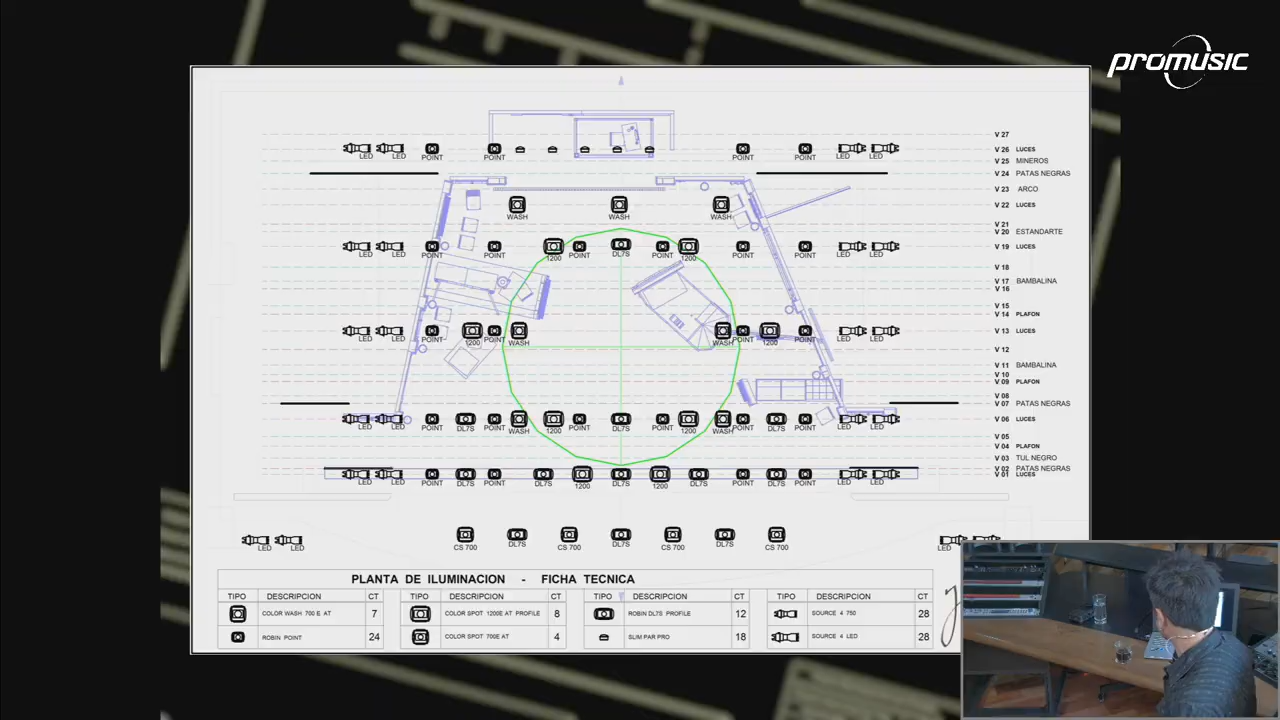 promusic
V 27
V 26 LUCES
LED LED POINT POINT POINT POINT LED LED
V 25 MINEROS
V 24 PATAS NEGRAS
V 23 ARCO
V 22 LUCES
WASH WASH WASH
V 21
V 20 ESTANDARTE
V 19 LUCES
LED LED POINT POINT 1200 POINT DL7S POINT 1200 POINT POINT LED LED
V 18
V 17 BAMBALINA
V 16
V 15
V 14 PLAFON
V 13 LUCES
LED LED POINT 1200 POINT WASH WASH POINT 1200 POINT LED LED
V 12
V 11 BAMBALINA
V 10
V 09 PLAFON
V 08
V 07 PATAS NEGRAS
V 06 LUCES
LED LED POINT DL7S POINT WASH 1200 POINT DL7S POINT 1200 WASH POINT DL7S POINT LED LED
V 05
V 04 PLAFON
V 03 TUL NEGRO
V 02 PATAS NEGRAS
V 01 LUCES
LED LED POINT DL7S POINT DL7S 1200 DL7S 1200 DL7S POINT DL7S POINT LED LED
LED LED CS 700 DL7S CS 700 DL7S CS 700 DL7S CS 700 LED
PLANTA DE ILUMINACION - FICHA TECNICA
TIPO DESCRIPCION CT TIPO DESCRIPCION CT TIPO DESCRIPCION CT TIPO DESCRIPCION CT
COLOR WASH 700 E AT 7 COLOR SPOT 1200E AT PROFILE 8 ROBIN DL7S PROFILE 12 SOURCE 4 750 28
ROBIN POINT 24 COLOR SPOT 700E AT 4 SLIM PAR PRO 18 SOURCE 4 LED 28